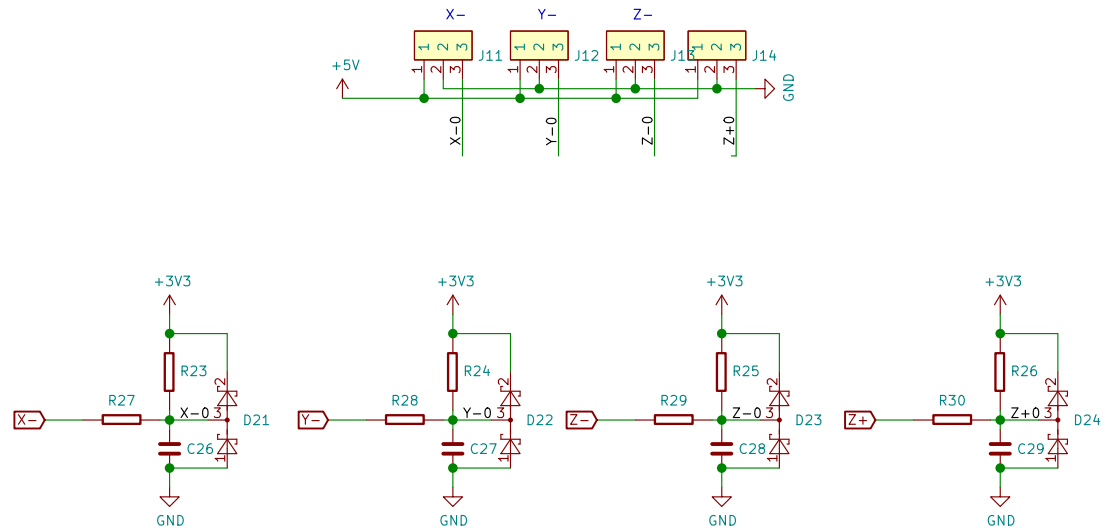 X- Y- Z-
1 2 3 J11 1 2 3 J12 1 2 3 J13 1 2 3 J14
+5V 1 2 3 1 2 3 1 2 3 1 2 3 GND
X-0 Y-0 Z-0 Z+0
+3V3 +3V3 +3V3 +3V3
R23 2 R24 2 R25 2 R26 2
X- R27 X-0 3 D21 Y- R28 Y-0 3 D22 Z- R29 Z-0 3 D23 Z+ R30 Z+0 3 D24
C26 1 C27 1 C28 1 C29 1
GND GND GND GND